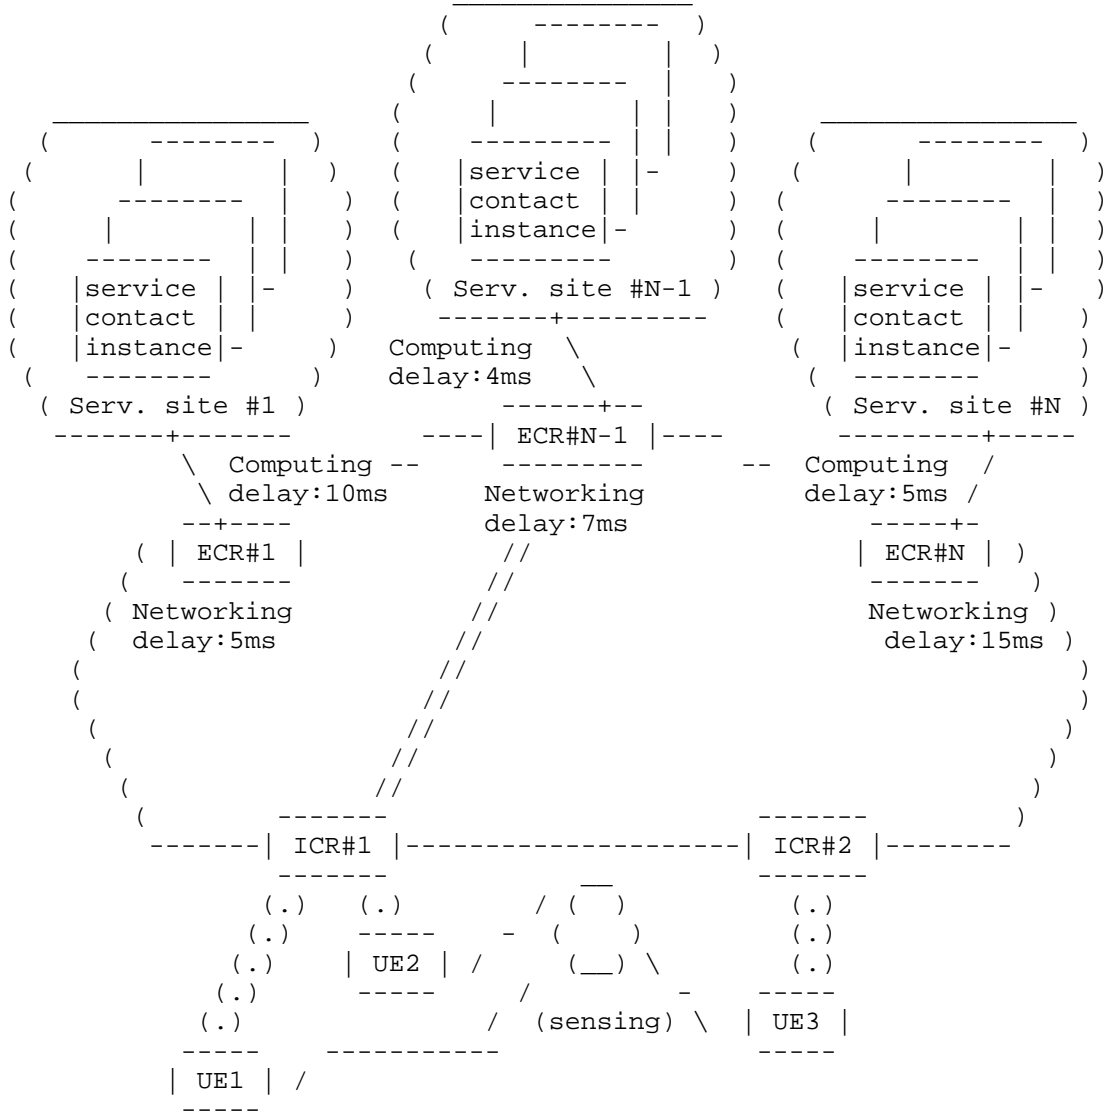 service
contact
instance
Serv. site #N-1
service
contact
instance
Serv. site #1
service
contact
instance
Serv. site #N
Computing
delay:4ms
ECR#N-1
Computing
delay:10ms
Networking
delay:7ms
Computing
delay:5ms
ECR#1
ECR#N
Networking
delay:5ms
Networking
delay:15ms
ICR#1
ICR#2
UE2
(sensing)
UE3
UE1